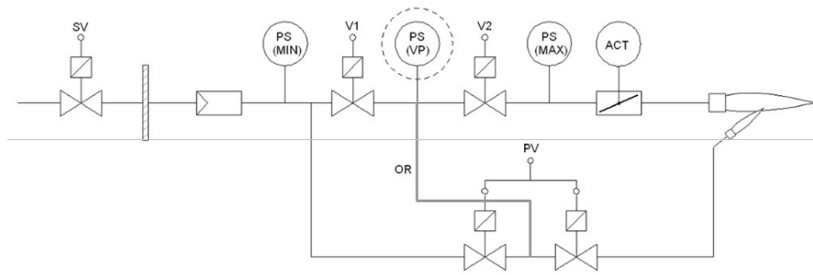 SV
PS
(MIN)
V1
PS
(VP)
V2
PS
(MAX)
ACT
PV
OR